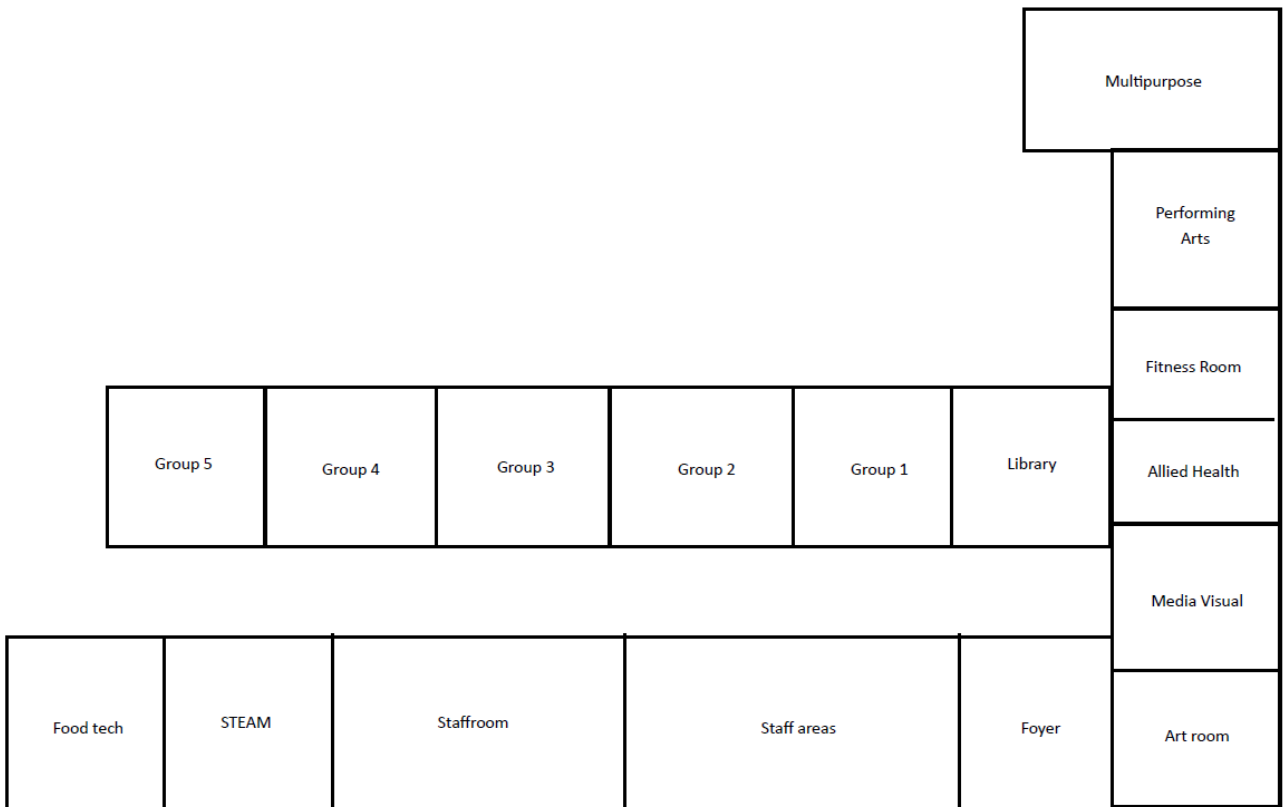 Multipurpose
Performing
Arts
Fitness Room
Group 5
Group 4
Group 3
Group 2
Group 1
Library
Allied Health
Media Visual
Food tech
STEAM
Staffroom
Staff areas
Foyer
Art room